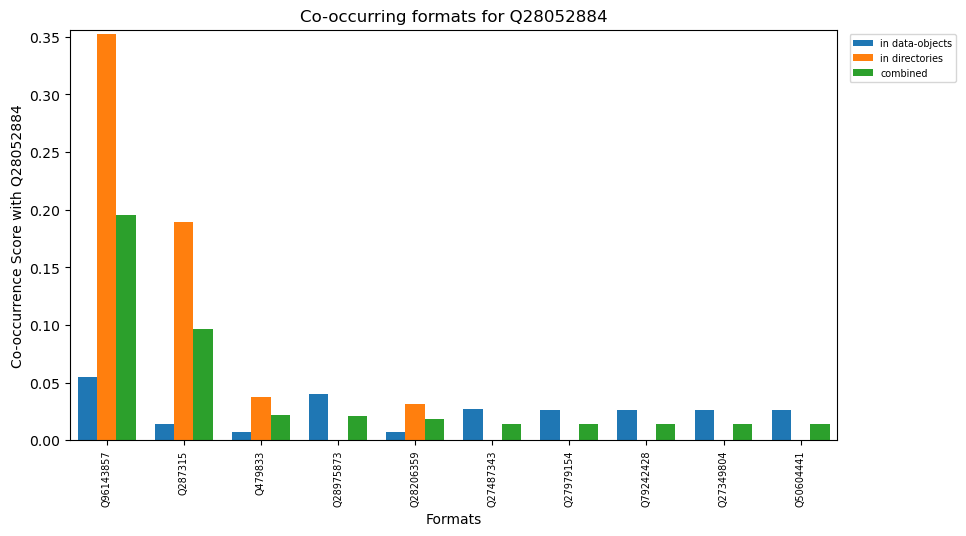 Co-occurring formats for Q28052884
Co-occurrence Score with Q28052884
0.35
0.30
0.25
0.20
0.15
0.10
0.05
0.00
in data-objects
in directories
combined
Q96143857
Q287315
Q479833
Q28975873
Q28206359
Q27487343
Q27979154
Q79242428
Q27349804
Q50604441
Formats